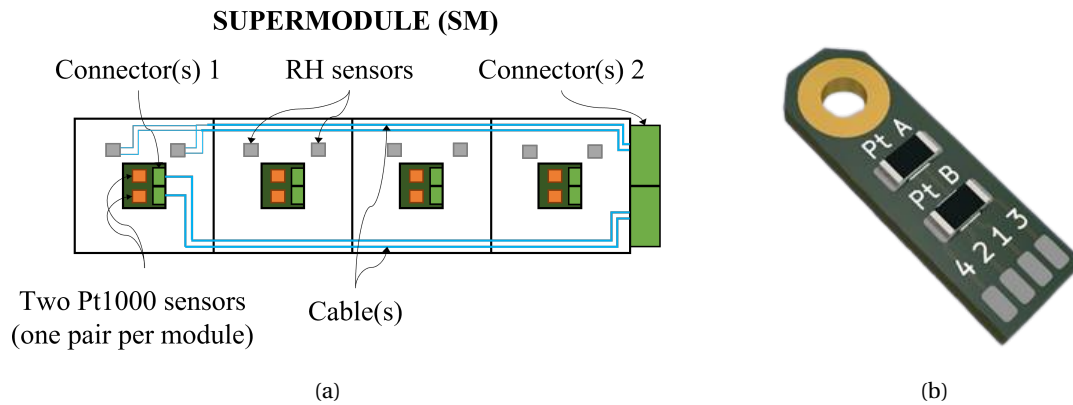 SUPERMODULE (SM)
Connector(s) 1
RH sensors
Connector(s) 2
Two Pt1000 sensors
(one pair per module)
Cable(s)
Pt A
Pt B
4 2 1 3
(a)
(b)